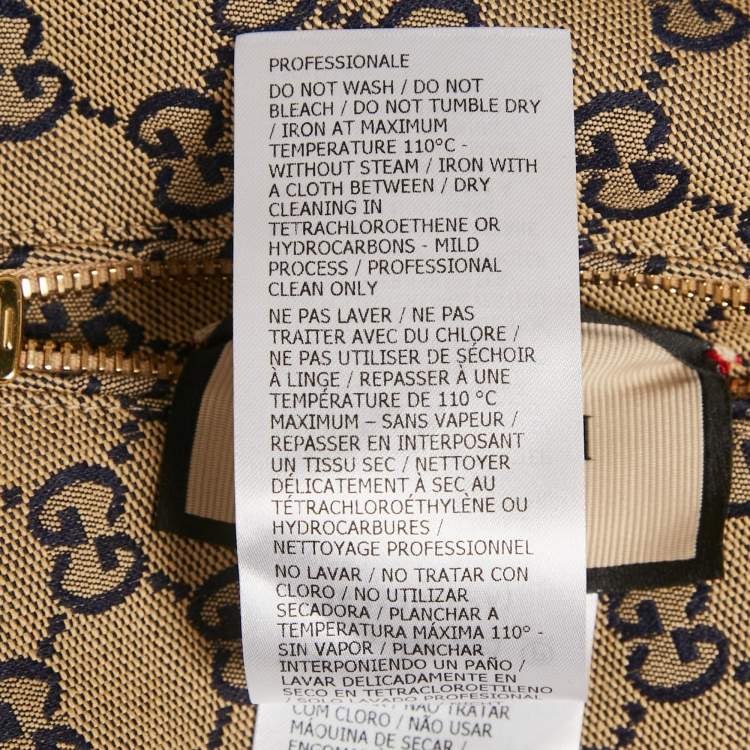 PROFESSIONALE
DO NOT WASH / DO NOT
BLEACH / DO NOT TUMBLE DRY
/ IRON AT MAXIMUM
TEMPERATURE 110°C -
WITHOUT STEAM / IRON WITH
A CLOTH BETWEEN / DRY
CLEANING IN
TETRACHLOROETHENE OR
HYDROCARBONS - MILD
PROCESS / PROFESSIONAL
CLEAN ONLY
NE PAS LAVER / NE PAS
TRAITER AVEC DU CHLORE /
NE PAS UTILISER DE SÉCHOIR
À LINGE / REPASSER À UNE
TEMPÉRATURE DE 110 °C
MAXIMUM – SANS VAPEUR /
REPASSER EN INTERPOSANT
UN TISSU SEC / NETTOYER
DÉLICATEMENT À SEC AU
TÉTRACHLOROÉTHYLÈNE OU
HYDROCARBURES /
NETTOYAGE PROFESSIONNEL
NO LAVAR / NO TRATAR CON
CLORO / NO UTILIZAR
SECADORA / PLANCHAR A
TEMPERATURA MÁXIMA 110° -
SIN VAPOR / PLANCHAR
INTERPONIENDO UN PAÑO /
LAVAR DELICADAMENTE EN
SECO EN TETRACLOROETILENO
/ SOLO LAVADO PROFESIONAL
NÃO TRATAR
COM CLORO / NÃO USAR
MÁQUINA DE SECAR /